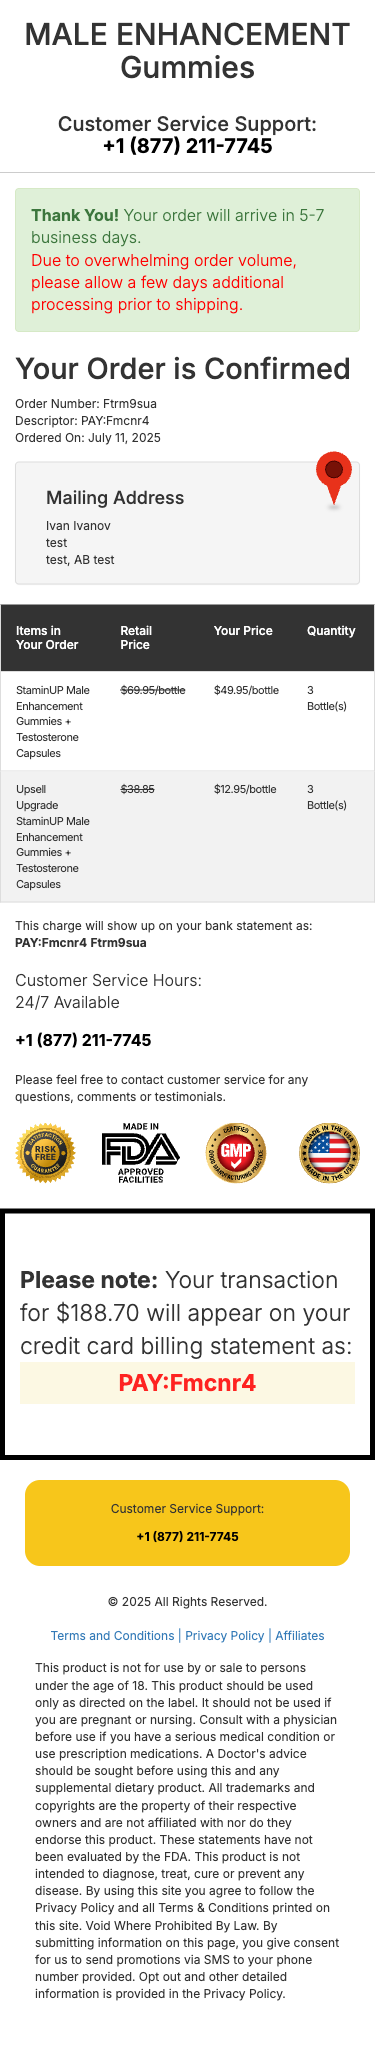 MALE ENHANCEMENT
Gummies
Customer Service Support:
+1 (877) 211-7745
Thank You! Your order will arrive in 5-7
business days.
Due to overwhelming order volume,
please allow a few days additional
processing prior to shipping.
Your Order is Confirmed
Order Number: Ftrm9sua
Descriptor: PAY:Fmcnr4
Ordered On: July 11, 2025
Mailing Address
Ivan Ivanov
test
test, AB test
Items in
Your Order
Retail
Price
Your Price
Quantity
StaminUP Male
Enhancement
Gummies +
Testosterone
Capsules
$69.95/bottle
$49.95/bottle
3
Bottle(s)
Upsell
Upgrade
StaminUP Male
Enhancement
Gummies +
Testosterone
Capsules
$38.85
$12.95/bottle
3
Bottle(s)
This charge will show up on your bank statement as:
PAY:Fmcnr4 Ftrm9sua
Customer Service Hours:
24/7 Available
+1 (877) 211-7745
Please feel free to contact customer service for any
questions, comments or testimonials.
SATISFACTION
RISK
FREE
GUARANTEE
MADE IN
FDA
APPROVED
FACILITIES
CERTIFIED
GMP
GOOD MANUFACTURING PRACTICE
MADE IN THE USA
MADE IN THE USA
Please note: Your transaction
for $188.70 will appear on your
credit card billing statement as:
PAY:Fmcnr4
Customer Service Support:
+1 (877) 211-7745
© 2025 All Rights Reserved.
Terms and Conditions | Privacy Policy | Affiliates
This product is not for use by or sale to persons
under the age of 18. This product should be used
only as directed on the label. It should not be used if
you are pregnant or nursing. Consult with a physician
before use if you have a serious medical condition or
use prescription medications. A Doctor's advice
should be sought before using this and any
supplemental dietary product. All trademarks and
copyrights are the property of their respective
owners and are not affiliated with nor do they
endorse this product. These statements have not
been evaluated by the FDA. This product is not
intended to diagnose, treat, cure or prevent any
disease. By using this site you agree to follow the
Privacy Policy and all Terms & Conditions printed on
this site. Void Where Prohibited By Law. By
submitting information on this page, you give consent
for us to send promotions via SMS to your phone
number provided. Opt out and other detailed
information is provided in the Privacy Policy.